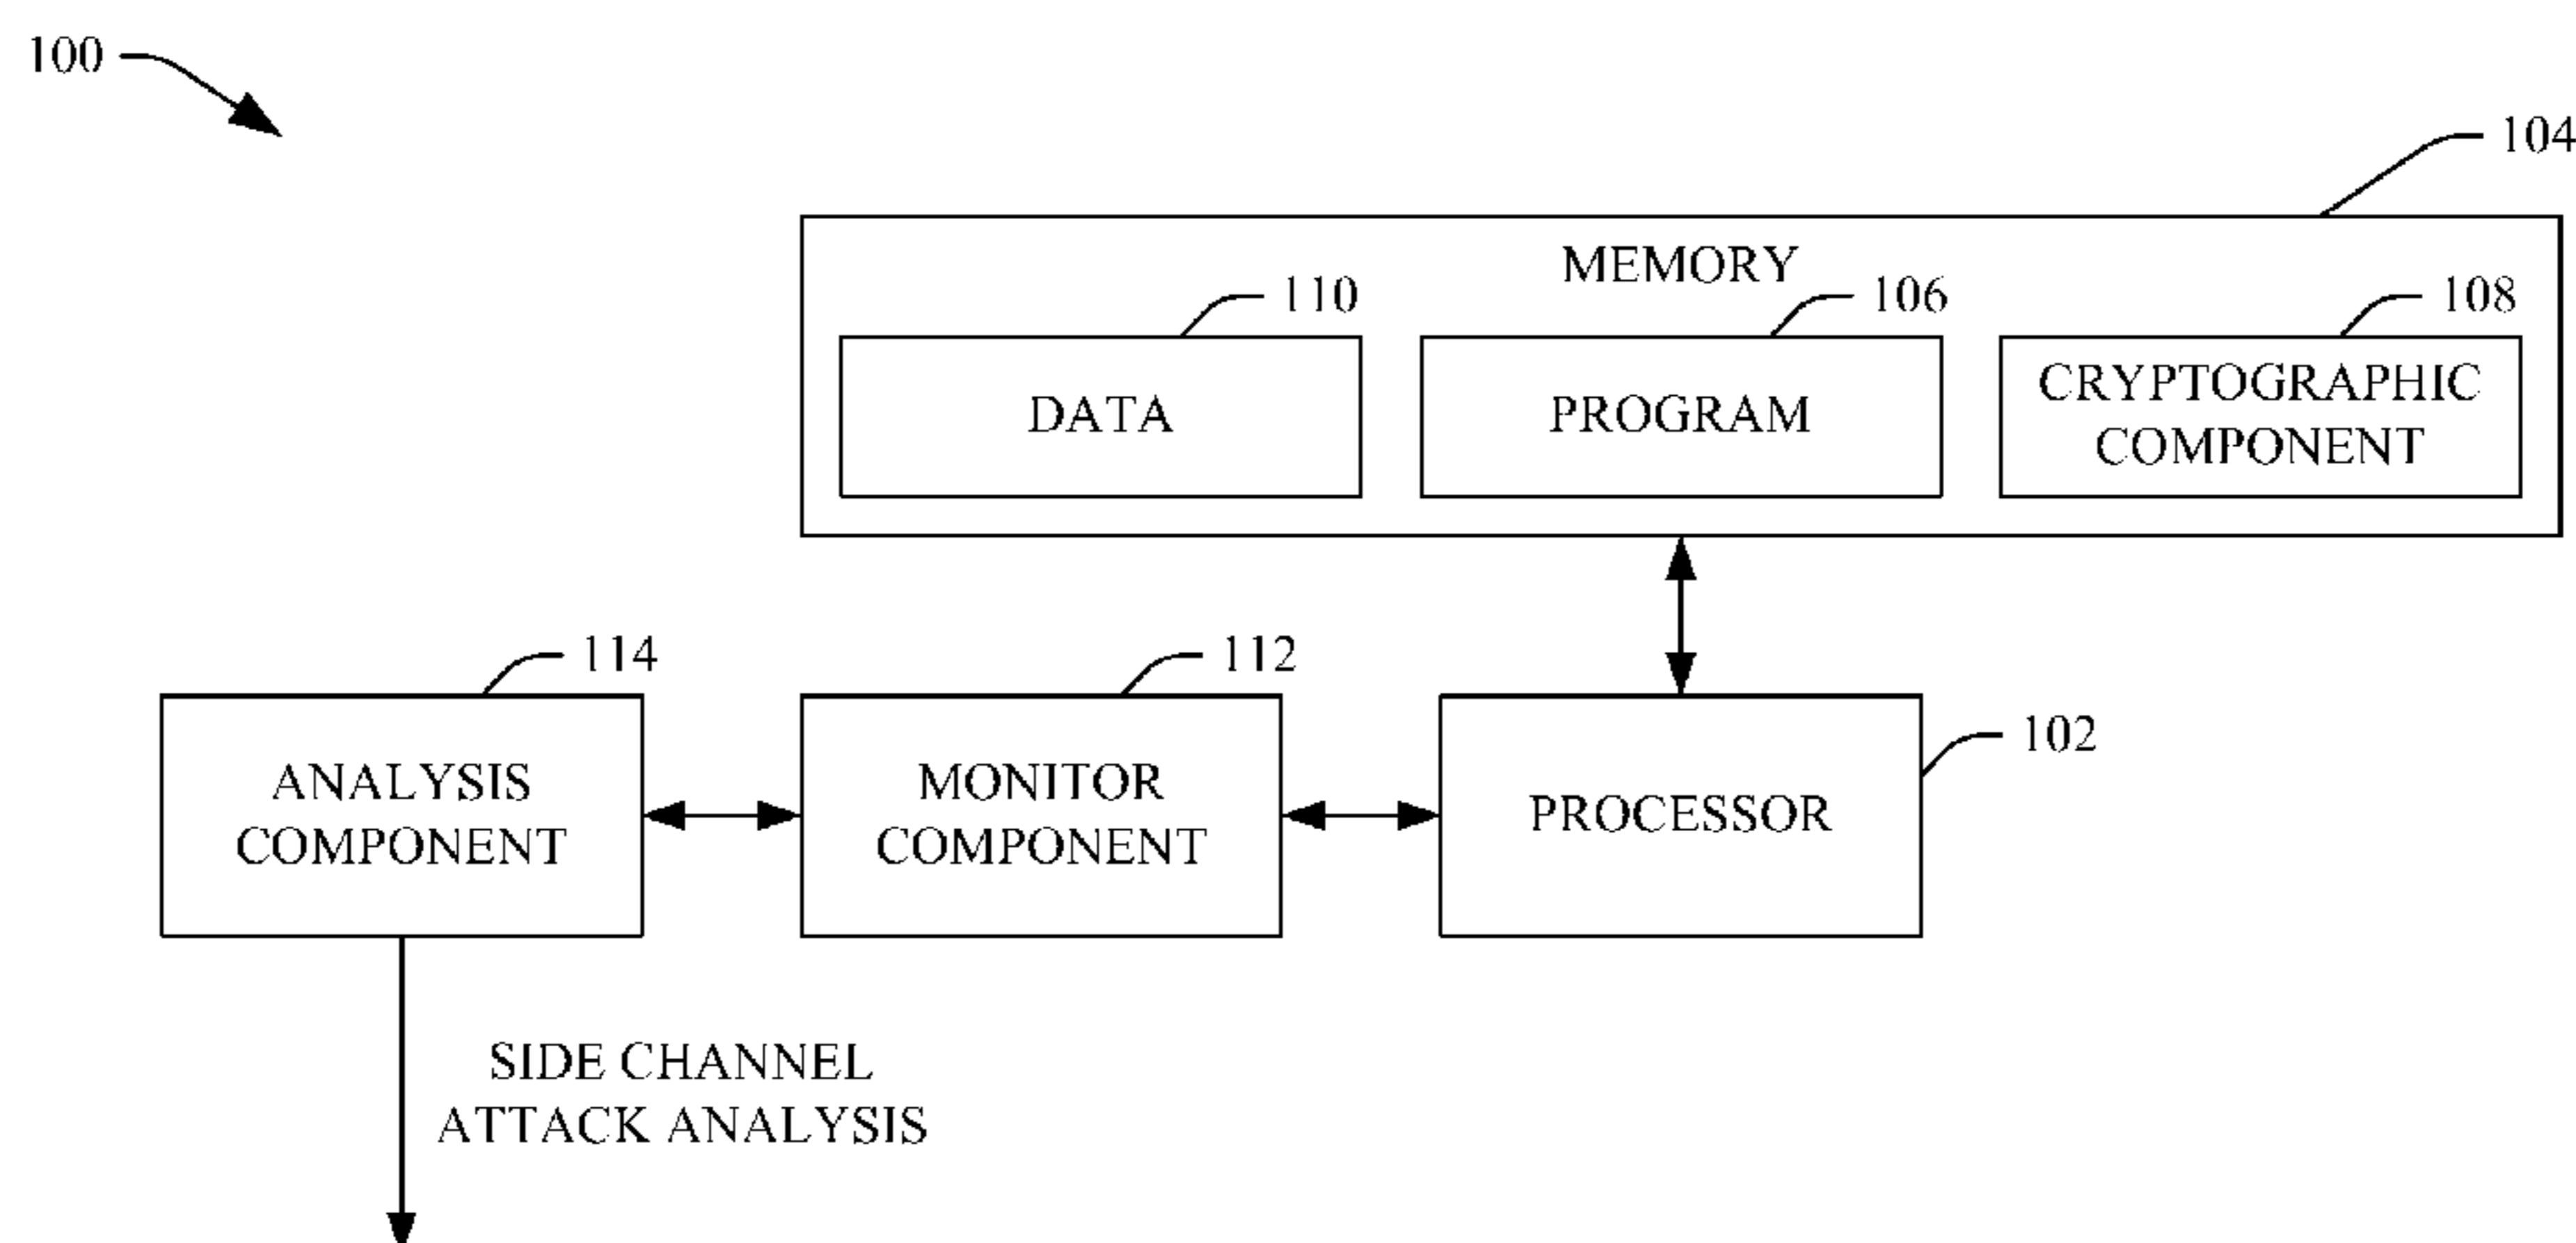 100
104
MEMORY
110
106
108
DATA
PROGRAM
CRYPTOGRAPHIC
COMPONENT
114
112
102
ANALYSIS
COMPONENT
MONITOR
COMPONENT
PROCESSOR
SIDE CHANNEL
ATTACK ANALYSIS